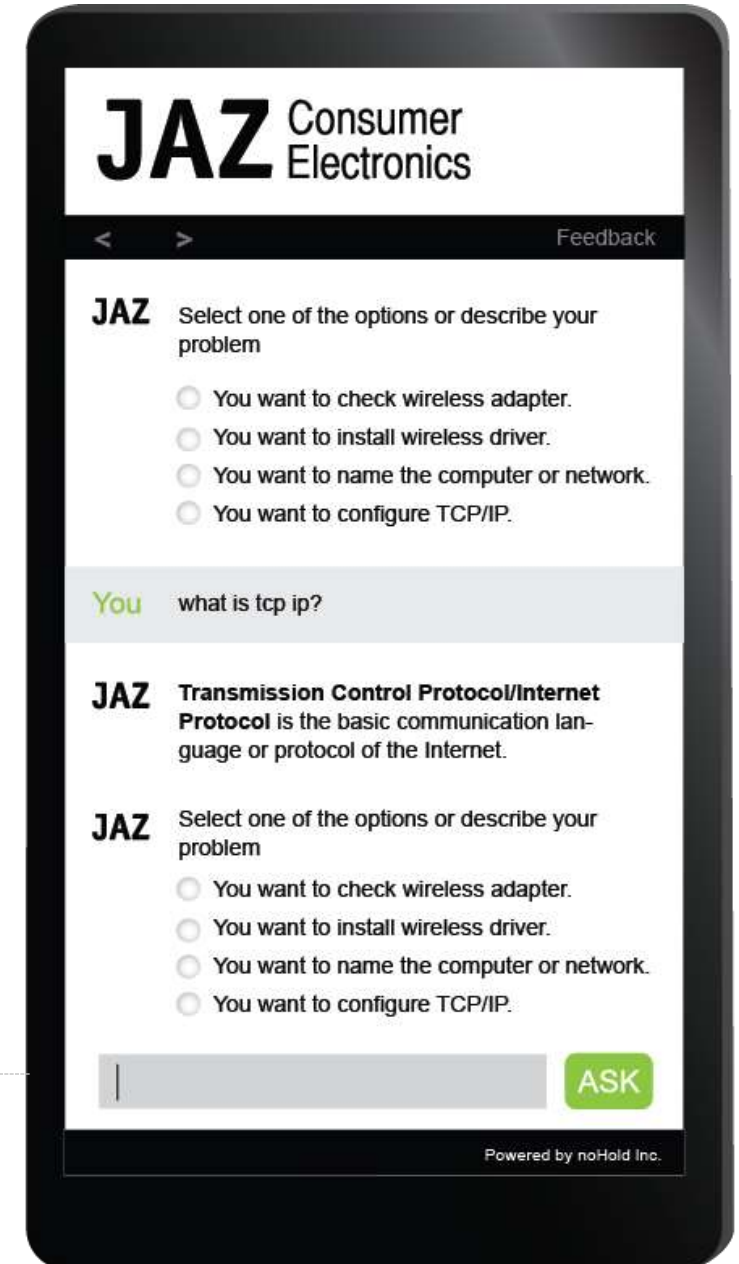 JAZ Consumer
Electronics
< > Feedback
JAZ Select one of the options or describe your
problem
You want to check wireless adapter.
You want to install wireless driver.
You want to name the computer or network.
You want to configure TCP/IP.
You what is tcp ip?
JAZ Transmission Control Protocol/Internet
Protocol is the basic communication lan-
guage or protocol of the Internet.
JAZ Select one of the options or describe your
problem
You want to check wireless adapter.
You want to install wireless driver.
You want to name the computer or network.
You want to configure TCP/IP.
ASK
Powered by noHold Inc.